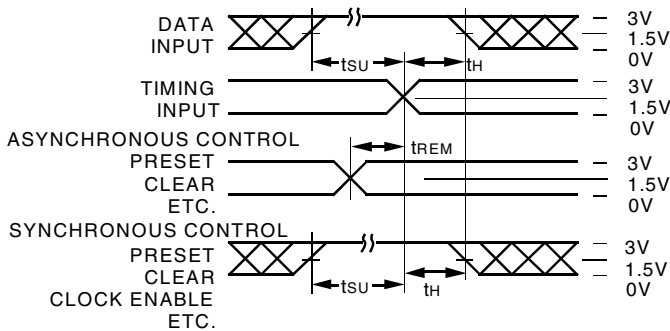 DATA
INPUT
tSU
tH
3V
1.5V
0V
TIMING
INPUT
3V
1.5V
0V
ASYNCHRONOUS CONTROL
PRESET
CLEAR
ETC.
tREM
3V
1.5V
0V
SYNCHRONOUS CONTROL
PRESET
CLEAR
CLOCK ENABLE
ETC.
tSU
tH
3V
1.5V
0V